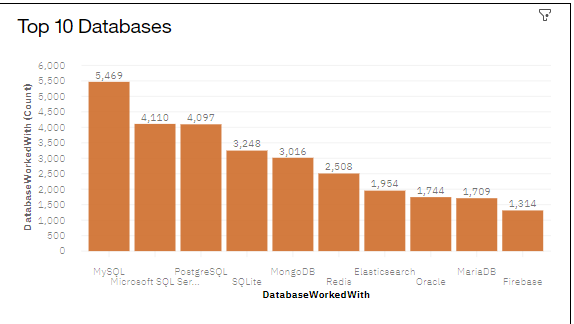 Top 10 Databases
DatabaseWorkedWith (Count)
6,000
5,500
5,000
4,500
4,000
3,500
3,000
2,500
2,000
1,500
1,000
500
0
5,469
4,110
4,097
3,248
3,016
2,508
1,954
1,744
1,709
1,314
MySQL
Microsoft SQL Ser...
PostgreSQL
SQLite
MongoDB
Redis
Elasticsearch
Oracle
MariaDB
Firebase
DatabaseWorkedWith